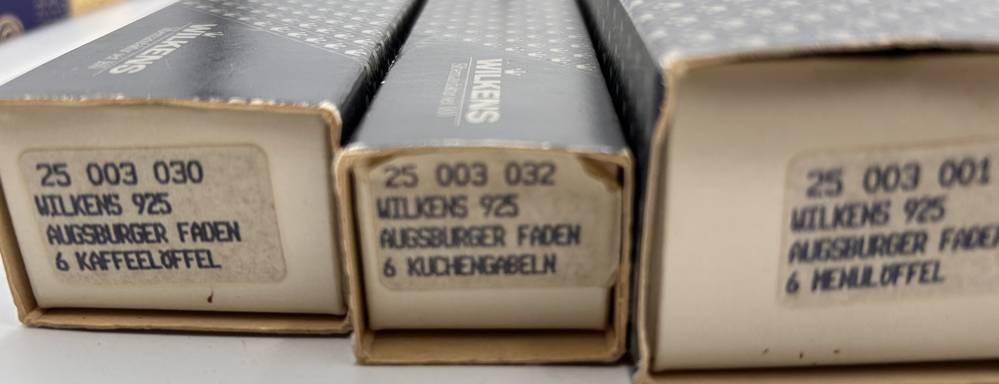 WILKENS
WILKENS
25 003 030
WILKENS 925
AUGSBURGER FADEN
6 KAFFEELÖFFEL
25 003 032
WILKENS 925
AUGSBURGER FADEN
6 KUCHENGABELN
25 003 001
WILKENS 925
AUGSBURGER FADEN
6 MENULÖFFEL